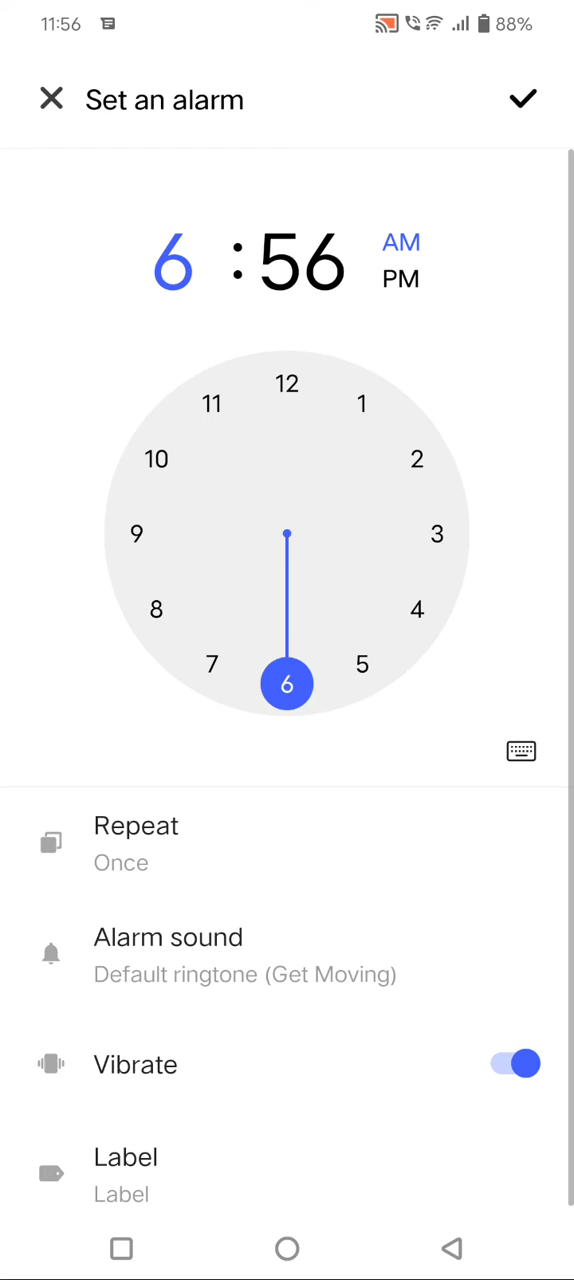 11:56
88%
Set an alarm
6 : 56
AM
PM
12
11
1
10
2
9
3
8
4
7
5
6
Repeat
Once
Alarm sound
Default ringtone (Get Moving)
Vibrate
Label
Label